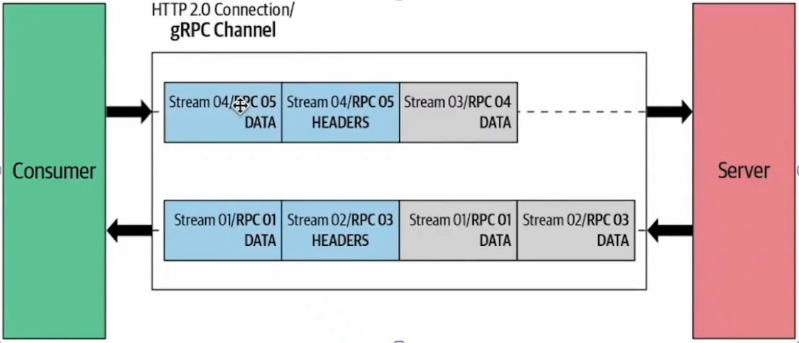 HTTP 2.0 Connection/
gRPC Channel
Consumer
Stream 04/RPC 05
DATA
Stream 04/RPC 05
HEADERS
Stream 03/RPC 04
DATA
Stream 01/RPC 01
DATA
Stream 02/RPC 03
HEADERS
Stream 01/RPC 01
DATA
Stream 02/RPC 03
DATA
Server